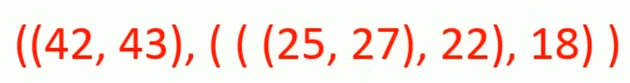 ((42, 43), ( ( (25, 27), 22), 18) )